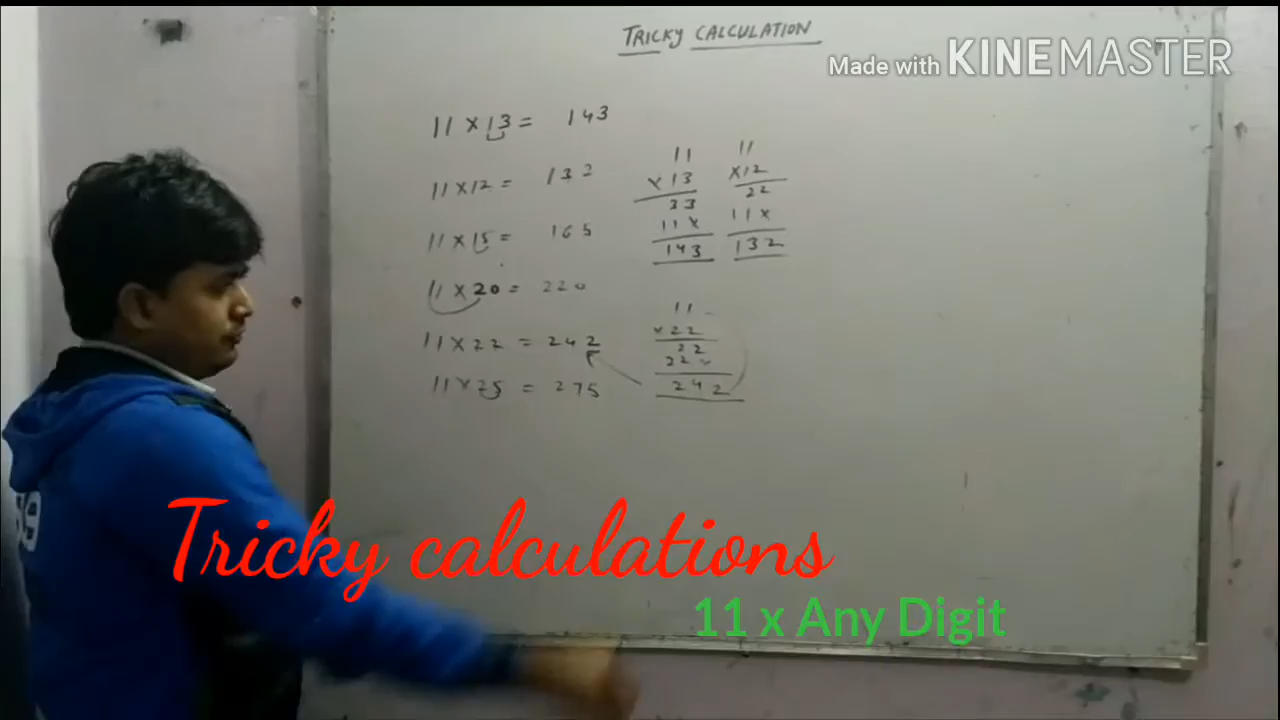 TRICKY CALCULATION
Made with KINEMASTER
11 X 13 = 143
11 X 12 = 132
11 X 15 = 165
11 X 20 = 220
11 X 22 = 242
11 X 25 = 275
11
X 13
33
11 X
143
11
X 12
22
11 X
132
11
X 22
22
22
242
Tricky calculations
11 x Any Digit